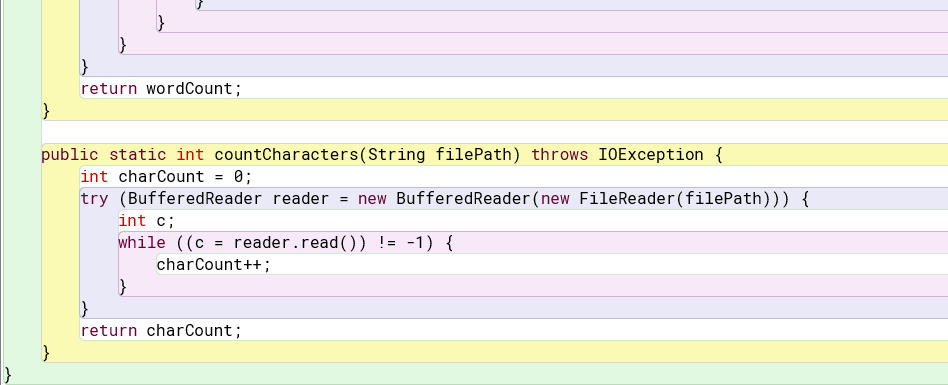 }
}
}
}
return wordCount;
}
public static int countCharacters(String filePath) throws IOException {
int charCount = 0;
try (BufferedReader reader = new BufferedReader(new FileReader(filePath))) {
int c;
while ((c = reader.read()) != -1) {
charCount++;
}
}
return charCount;
}
}